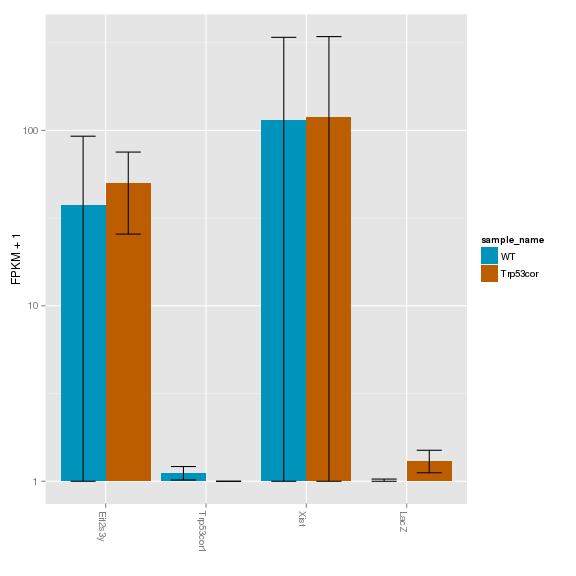 FPKM + 1
100
10
1
Eif2s3y
Trp53cor1
Xist
LacZ
sample_name
WT
Trp53cor